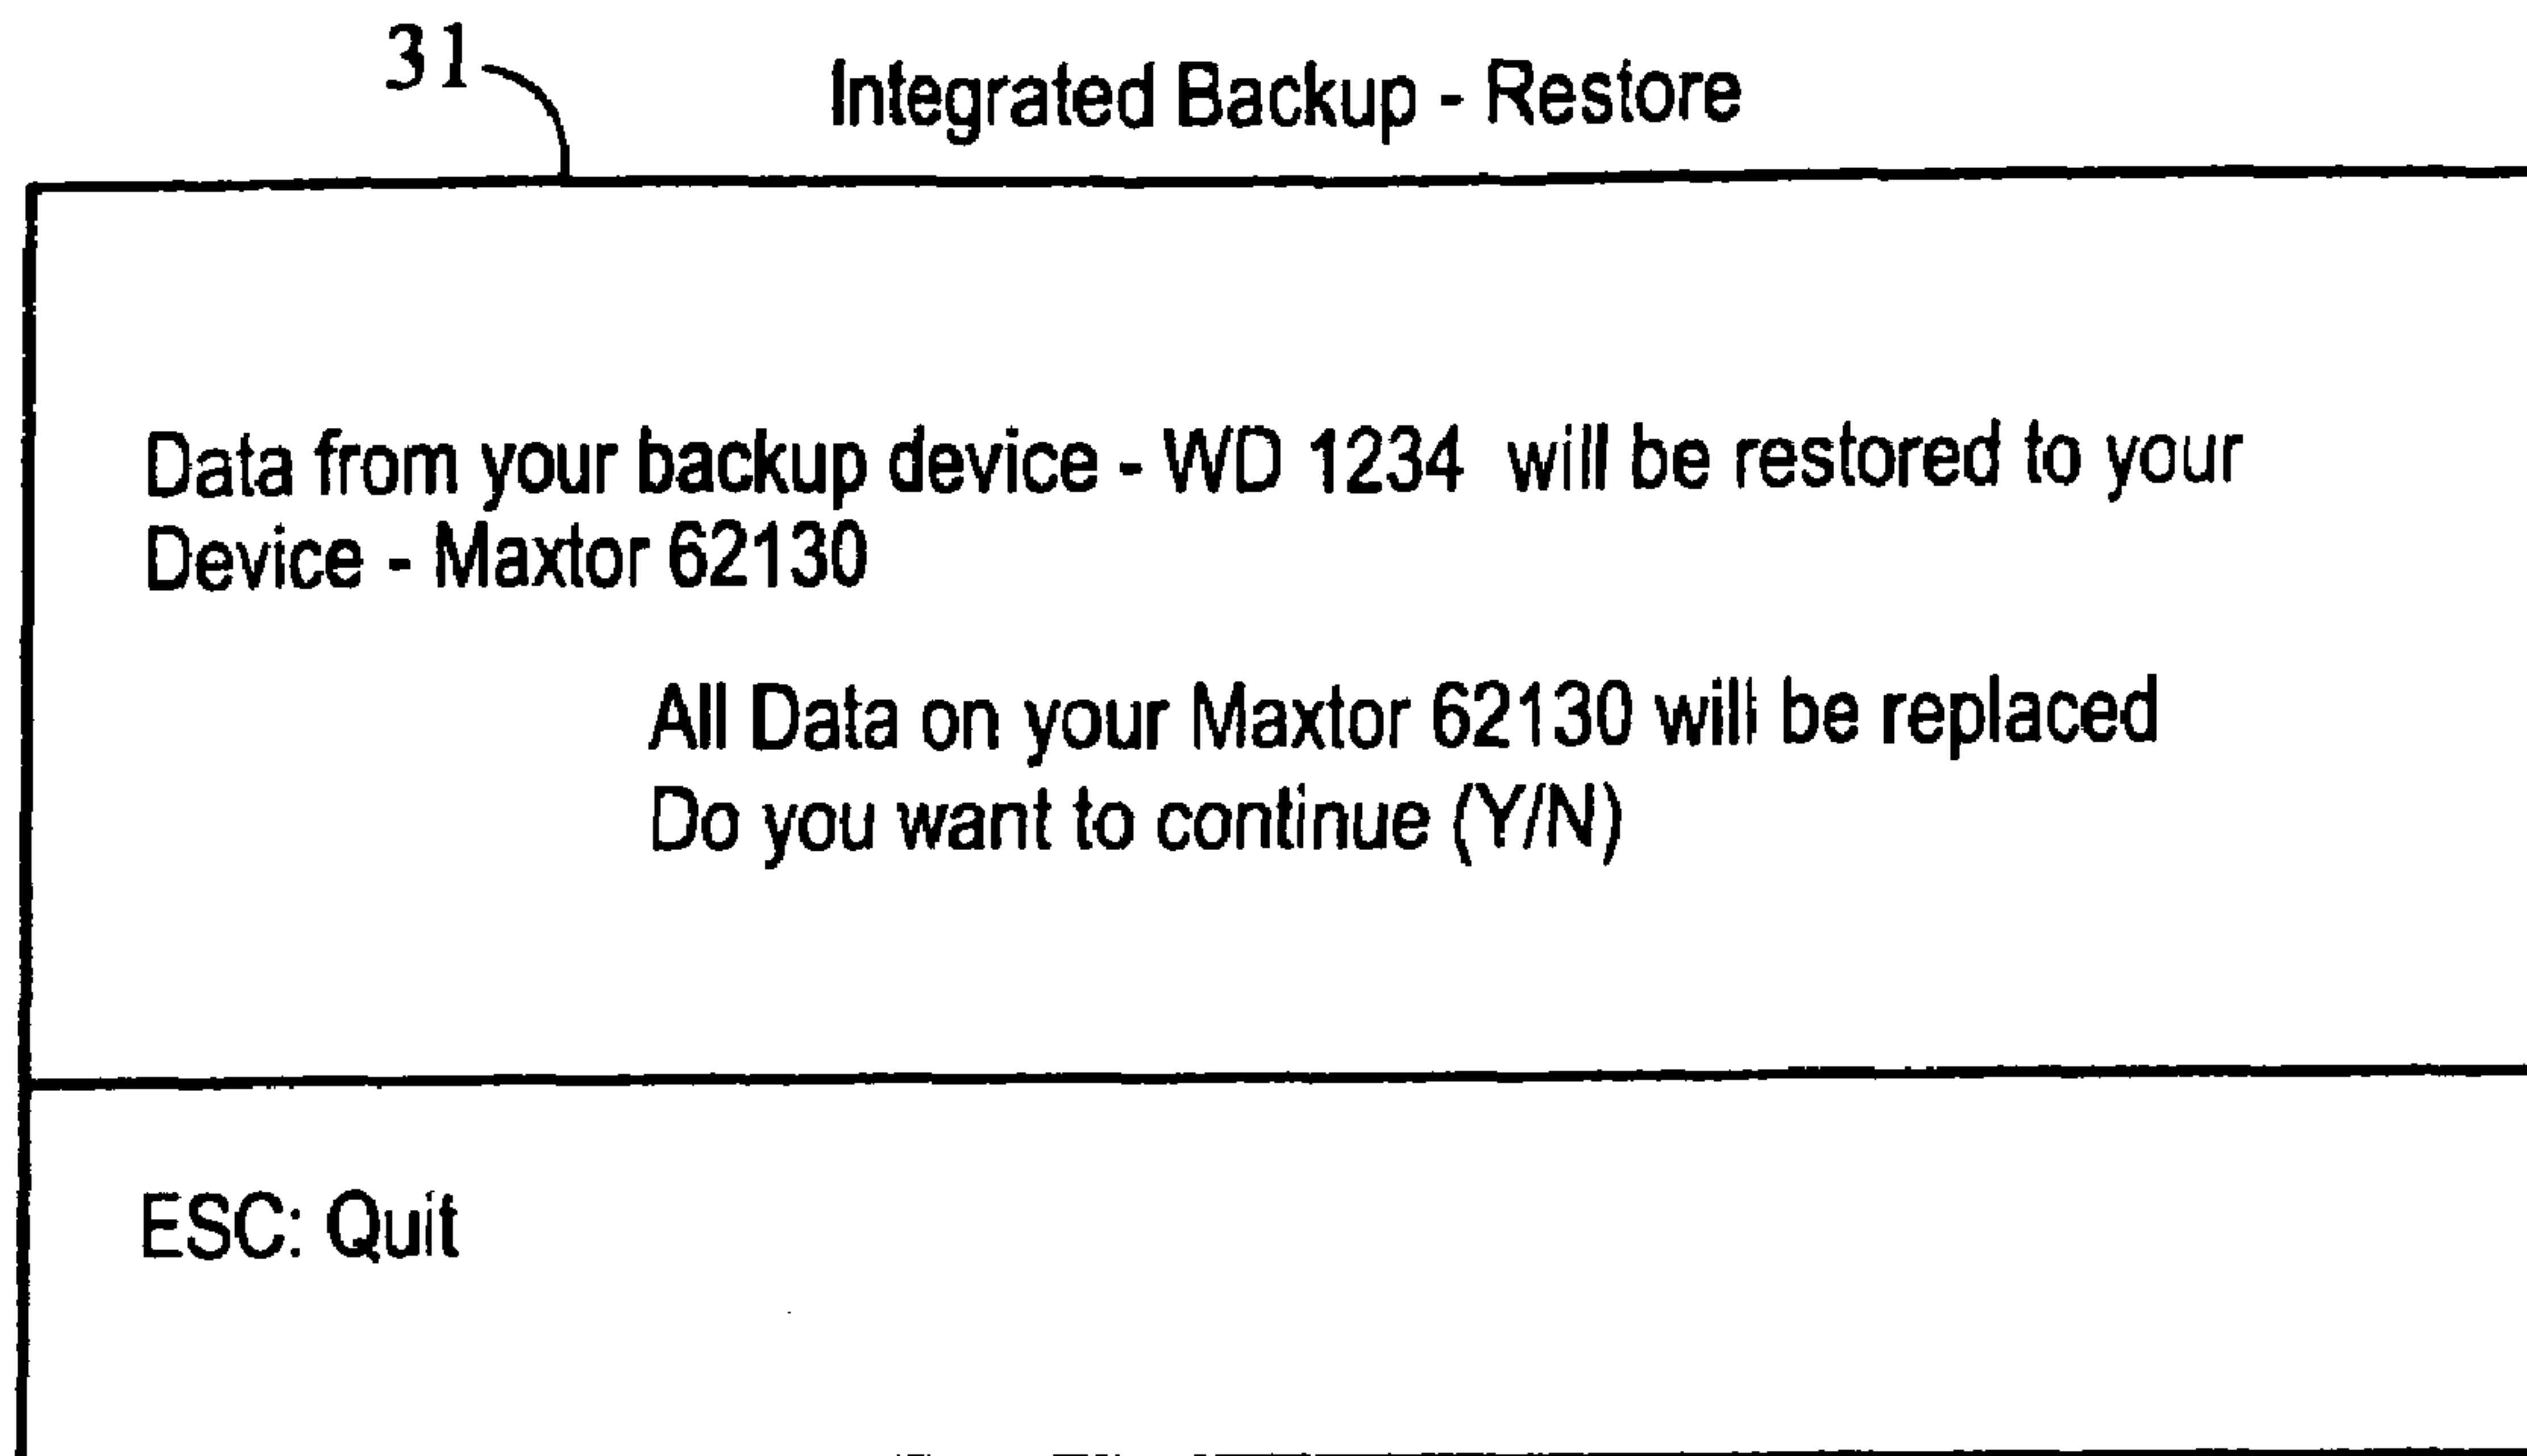 31
Integrated Backup - Restore
Data from your backup device - WD 1234 will be restored to your
Device - Maxtor 62130
All Data on your Maxtor 62130 will be replaced
Do you want to continue (Y/N)
ESC: Quit